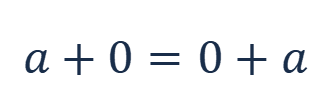 a + 0 = 0 + a